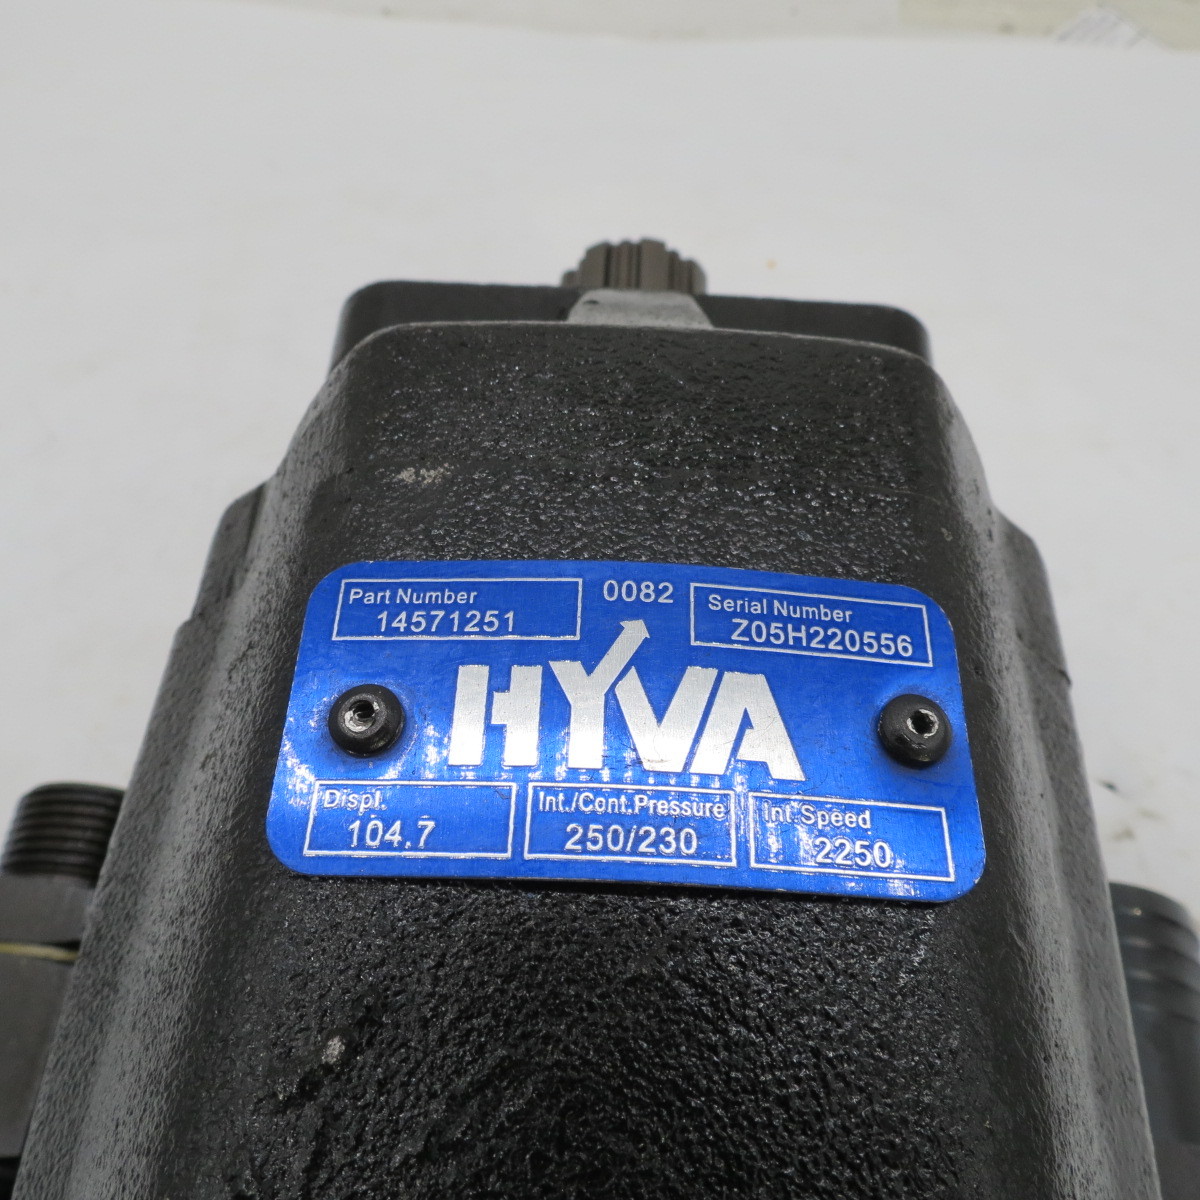 Part Number
14571251
0082
Serial Number
Z05H220556
HYVA
Displ.
104.7
Int./Cont.Pressure
250/230
Int.Speed
2250